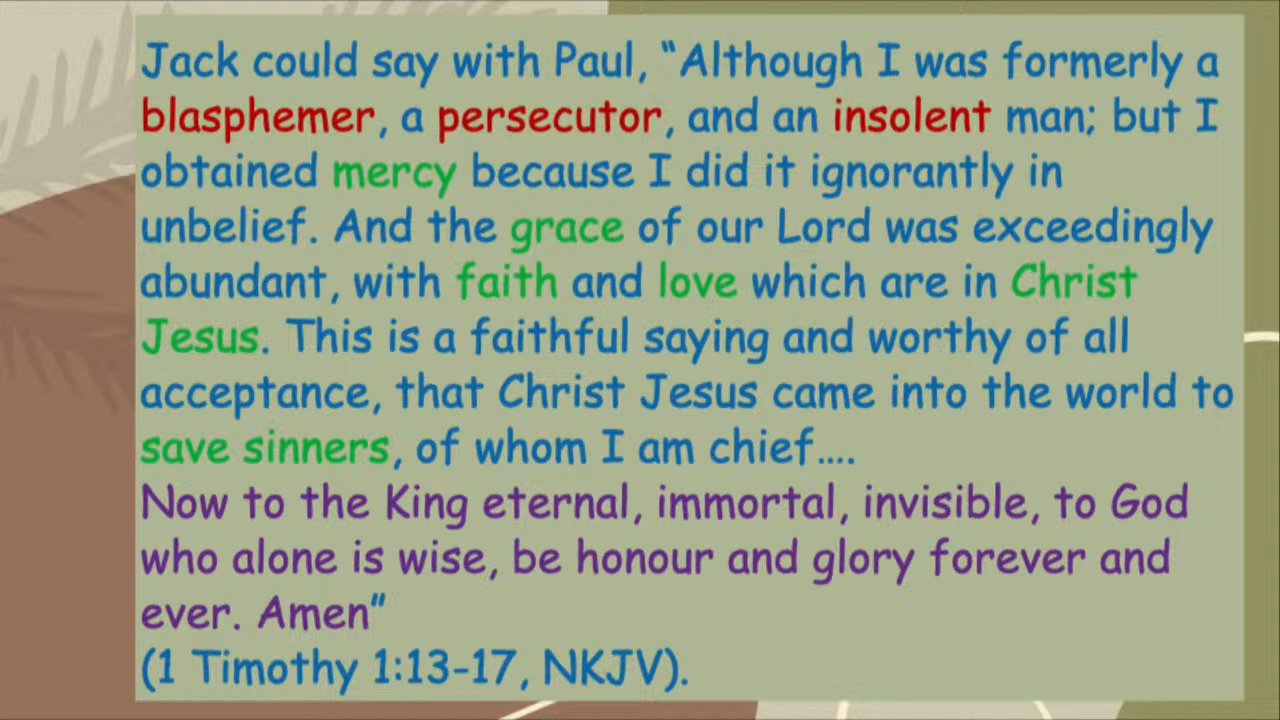 Jack could say with Paul, “Although I was formerly a
blasphemer, a persecutor, and an insolent man; but I
obtained mercy because I did it ignorantly in
unbelief. And the grace of our Lord was exceedingly
abundant, with faith and love which are in Christ
Jesus. This is a faithful saying and worthy of all
acceptance, that Christ Jesus came into the world to
save sinners, of whom I am chief….
Now to the King eternal, immortal, invisible, to God
who alone is wise, be honour and glory forever and
ever. Amen”
(1 Timothy 1:13-17, NKJV).